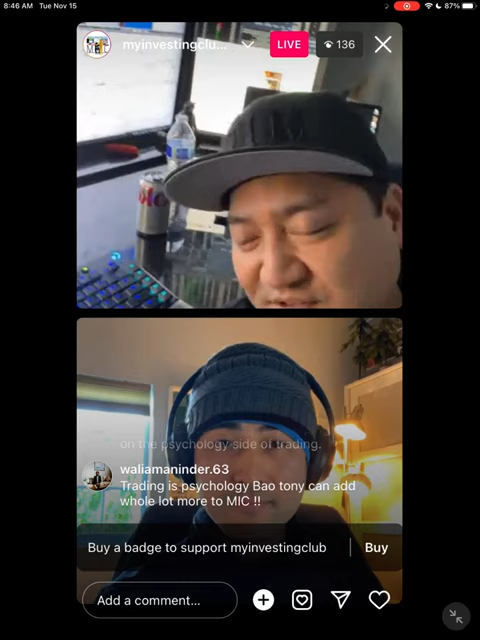 8:46 AM Tue Nov 15
87%
myinvestingclu...
LIVE
136
on the psychology side of trading.
waliamaninder.63
Trading is psychology Bao tony can add
whole lot more to MIC !!
Buy a badge to support myinvestingclub
Buy
Add a comment...